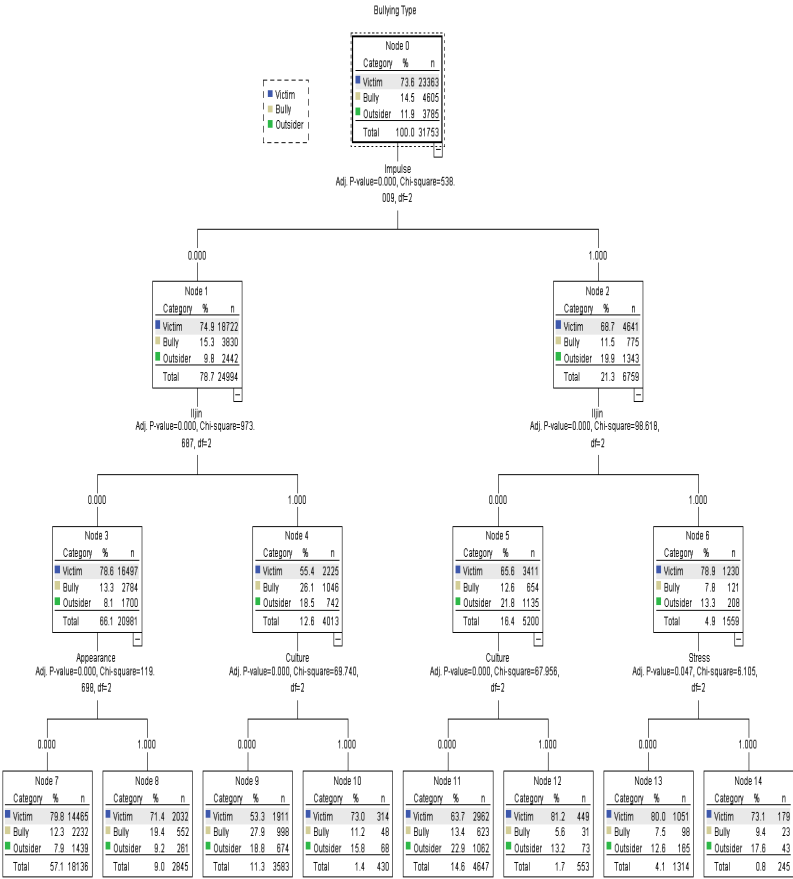 Bullying Type
Node 0
Category % n
Victim 73.6 23363
Bully 14.5 4605
Outsider 11.9 3785
Total 100.0 31753
Victim
Bully
Outsider
Impulse
Adj. P-value=0.000, Chi-square=538.
009, df=2
0.000
1.000
Node 1
Category % n
Victim 74.9 18722
Bully 15.3 3830
Outsider 9.8 2442
Total 78.7 24994
Node 2
Category % n
Victim 68.7 4641
Bully 11.5 775
Outsider 19.9 1343
Total 21.3 6759
Iljin
Adj. P-value=0.000, Chi-square=973.
687, df=2
Iljin
Adj. P-value=0.000, Chi-square=98.618,
df=2
0.000
1.000
0.000
1.000
Node 3
Category % n
Victim 78.6 16497
Bully 13.3 2784
Outsider 8.1 1700
Total 66.1 20981
Node 4
Category % n
Victim 55.4 2225
Bully 26.1 1046
Outsider 18.5 742
Total 12.6 4013
Node 5
Category % n
Victim 65.6 3411
Bully 12.6 654
Outsider 21.8 1135
Total 16.4 5200
Node 6
Category % n
Victim 78.9 1230
Bully 7.8 121
Outsider 13.3 208
Total 4.9 1559
Appearance
Adj. P-value=0.000, Chi-square=119.
698, df=2
Culture
Adj. P-value=0.000, Chi-square=69.740,
df=2
Culture
Adj. P-value=0.000, Chi-square=67.956,
df=2
Stress
Adj. P-value=0.047, Chi-square=6.105,
df=2
0.000
1.000
0.000
1.000
0.000
1.000
0.000
1.000
Node 7
Category % n
Victim 79.8 14465
Bully 12.3 2232
Outsider 7.9 1439
Total 57.1 18136
Node 8
Category % n
Victim 71.4 2032
Bully 19.4 552
Outsider 9.2 261
Total 9.0 2845
Node 9
Category % n
Victim 53.3 1911
Bully 27.9 998
Outsider 18.8 674
Total 11.3 3583
Node 10
Category % n
Victim 73.0 314
Bully 11.2 48
Outsider 15.8 68
Total 1.4 430
Node 11
Category % n
Victim 63.7 2962
Bully 13.4 623
Outsider 22.9 1062
Total 14.6 4647
Node 12
Category % n
Victim 81.2 449
Bully 5.6 31
Outsider 13.2 73
Total 1.7 553
Node 13
Category % n
Victim 80.0 1051
Bully 7.5 98
Outsider 12.6 165
Total 4.1 1314
Node 14
Category % n
Victim 73.1 179
Bully 9.4 23
Outsider 17.6 43
Total 0.8 245